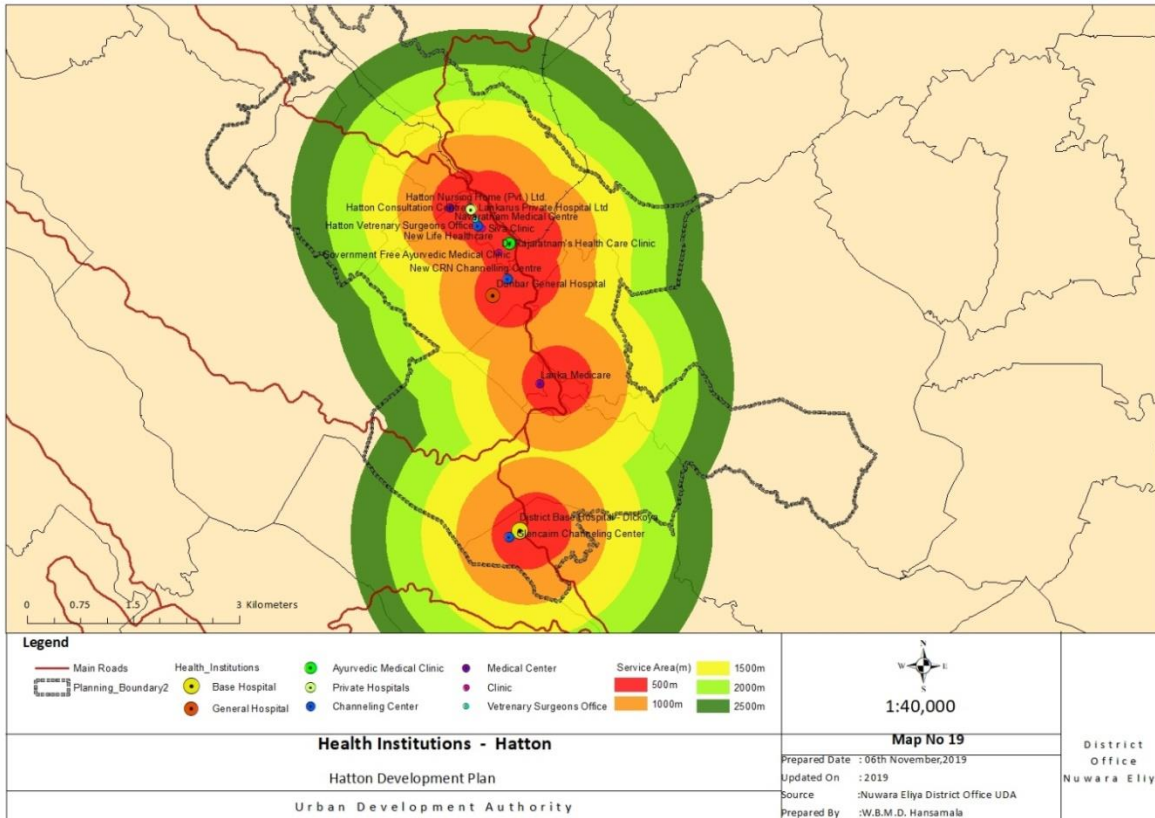 Hatton Nursing Home (Pvt.) Ltd.
Hatton Consultation Centre Lankarus Private Hospital Ltd
Navaratnam Medical Centre
Hatton Vetrenary Surgeons Office Siva Clinic
New Life Healthcare
Rajaratnam's Health Care Clinic
Government Free Ayurvedic Medical Clinic
New CRN Channelling Centre
Dunbar General Hospital
Lanka Medicare
District Base Hospital - Dickoya
Glencairn Channeling Center
0 0.75 1.5 3 Kilometers
Legend
Main Roads
Planning_Boundary2
Health_Institutions
Base Hospital
General Hospital
Ayurvedic Medical Clinic
Private Hospitals
Channeling Center
Medical Center
Clinic
Vetrenary Surgeons Office
Service Area(m)
500m
1000m
1500m
2000m
2500m
N
W E
S
1:40,000
Health Institutions - Hatton
Hatton Development Plan
Urban Development Authority
Map No 19
Prepared Date : 06th November,2019
Updated On : 2019
Source :Nuwara Eliya District Office UDA
Prepared By :W.B.M.D. Hansamala
District
Office
Nuwara Eliy